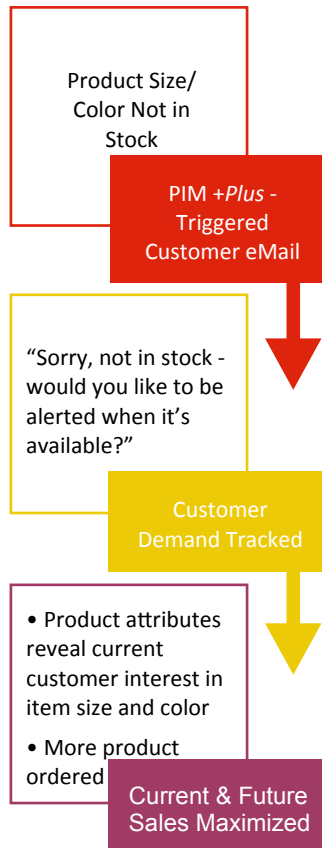 Product Size/
Color Not in
Stock
PIM +Plus -
Triggered
Customer eMail
“Sorry, not in stock -
would you like to be
alerted when it’s
available?”
Customer
Demand Tracked
• Product attributes
reveal current
customer interest in
item size and color
• More product
ordered
Current & Future
Sales Maximized